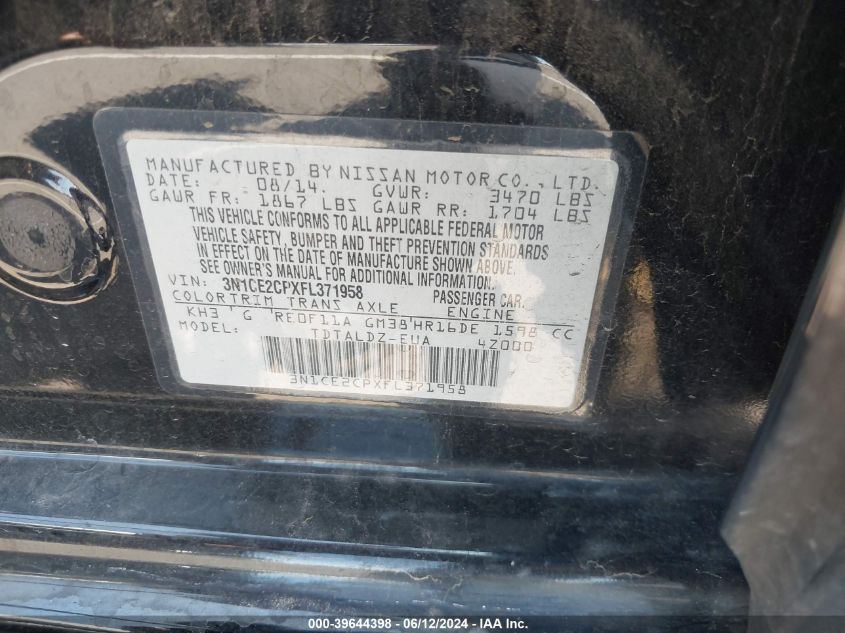 MANUFACTURED BY NISSAN MOTOR CO., LTD.
DATE: 08/14. GVWR: 3470 LBS
GAWR FR: 1867 LBS GAWR RR: 1704 LBS
THIS VEHICLE CONFORMS TO ALL APPLICABLE FEDERAL MOTOR
VEHICLE SAFETY, BUMPER AND THEFT PREVENTION STANDARDS
IN EFFECT ON THE DATE OF MANUFACTURE SHOWN ABOVE.
SEE OWNER'S MANUAL FOR ADDITIONAL INFORMATION.
VIN: 3N1CE2CPXFL371958 PASSENGER CAR.
COLORTRIM TRANS AXLE ENGINE
KH3 'G 'RE0F11A GM38'HR16DE 1598 CC
MODEL: TDTALDZ-EUA 42000
3N1CE2CPXFL371958
000-39644398 - 06/12/2024 - IAAI.com